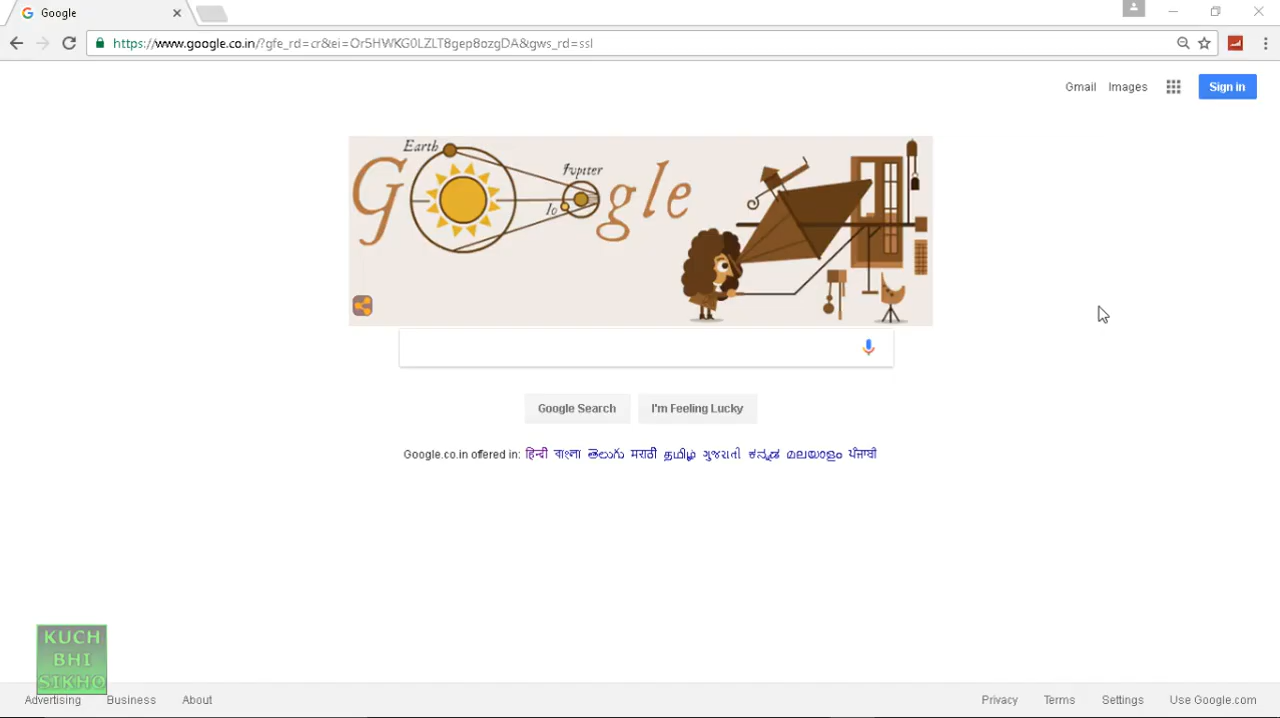 Google
https://www.google.co.in/?gfe_rd=cr&ei=Or5HWKG0LZLT8gep8ozgDA&gws_rd=ssl
Gmail Images Sign in
Earth
Jupiter
Io
G gle
Google Search I'm Feeling Lucky
Google.co.in offered in: हिन्दी বাংলা తెలుగు मराठी தமிழ் ગુજરાતી ಕನ್ನಡ മലയാളം ਪੰਜਾਬੀ
KUCH
BHI
SIKHO
Advertising Business About Privacy Terms Settings Use Google.com